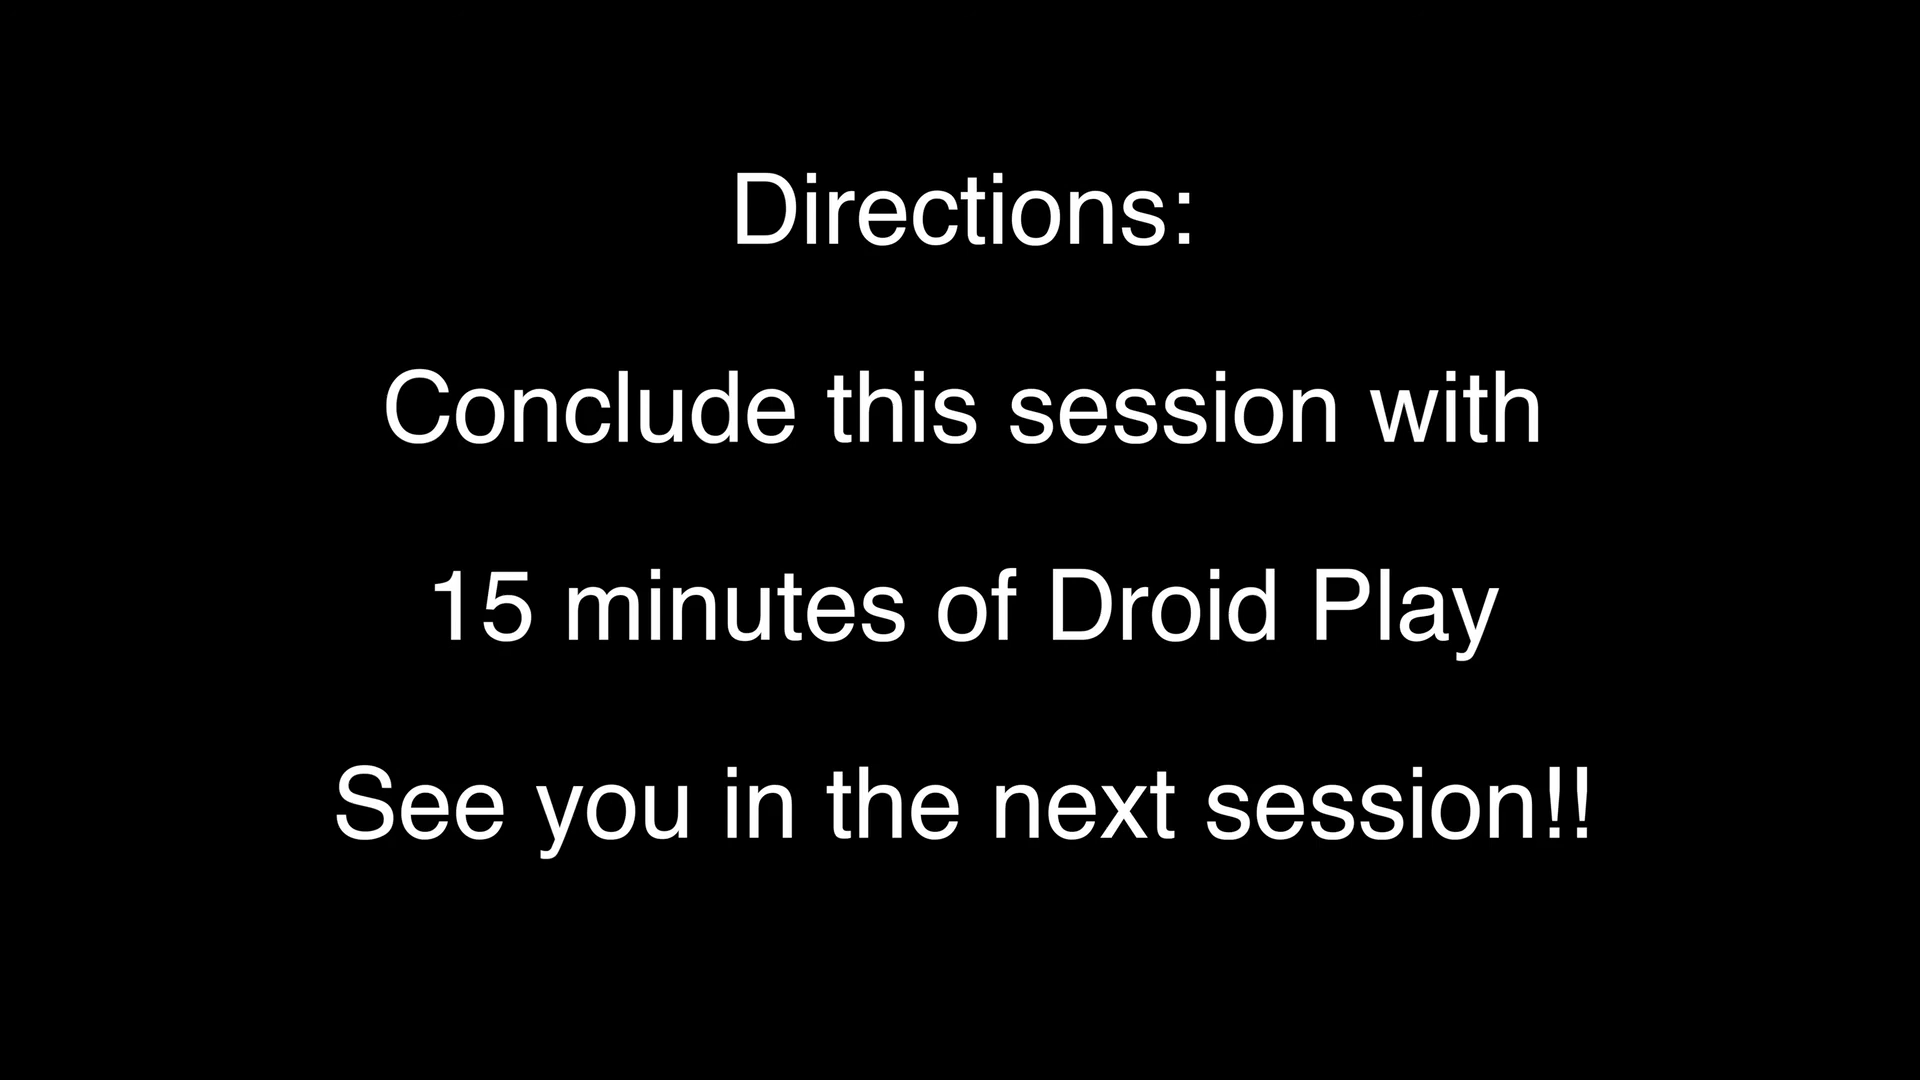 Directions:
Conclude this session with
15 minutes of Droid Play
See you in the next session!!